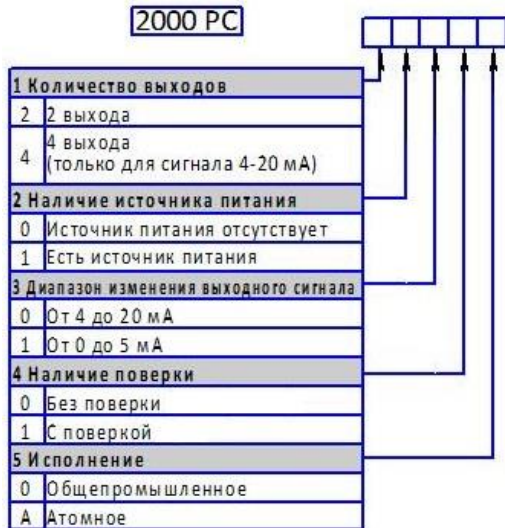 2000 РС
1 Количество выходов
2 2 выхода
4 4 выхода
(только для сигнала 4-20 мА)
2 Наличие источника питания
0 Источник питания отсутствует
1 Есть источник питания
3 Диапазон изменения выходного сигнала
0 От 4 до 20 мА
1 От 0 до 5 мА
4 Наличие поверки
0 Без поверки
1 С поверкой
5 Исполнение
0 Общепромышленное
А Атомное